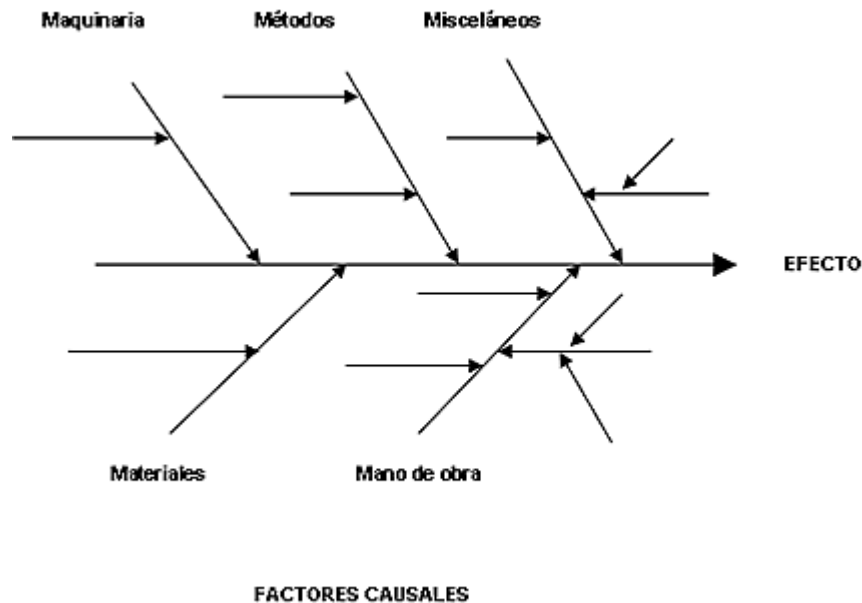 Maquinaria
Métodos
Misceláneos
EFECTO
Materiales
Mano de obra
FACTORES CAUSALES